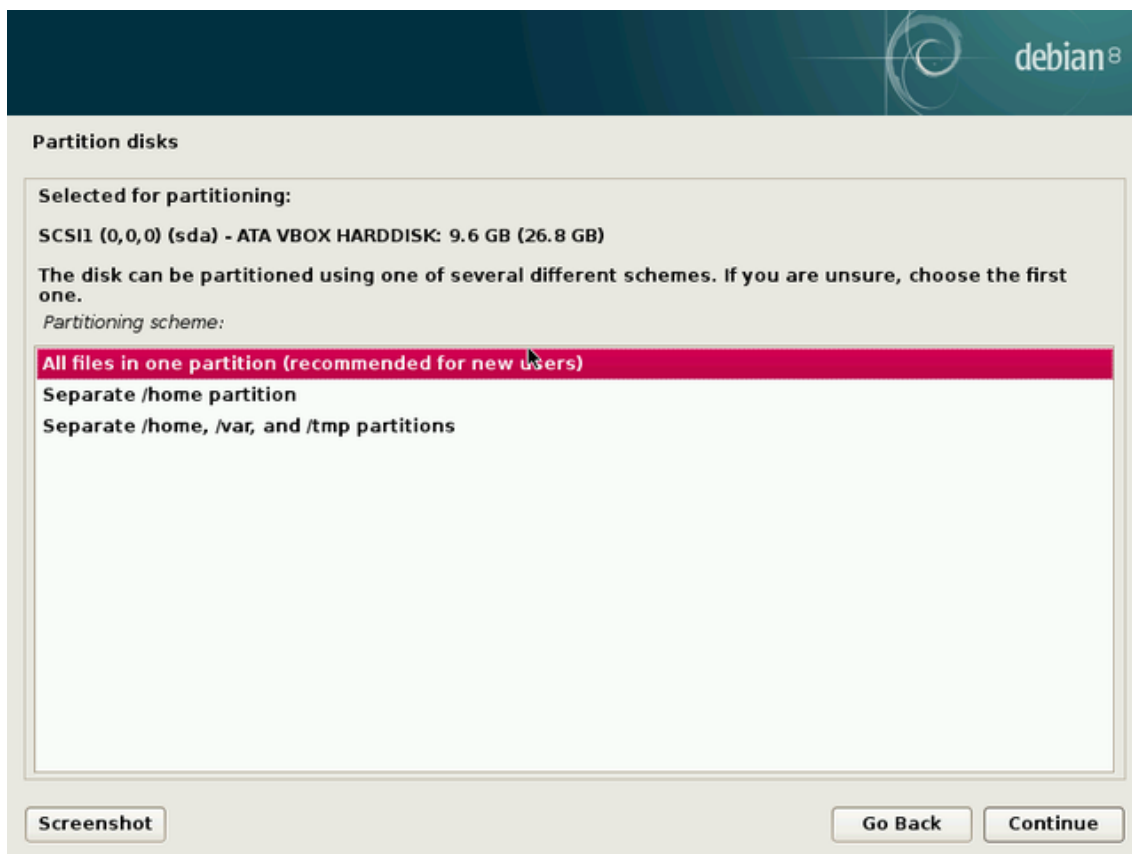 debian 8
Partition disks
Selected for partitioning:
SCSI1 (0,0,0) (sda) - ATA VBOX HARDDISK: 9.6 GB (26.8 GB)
The disk can be partitioned using one of several different schemes. If you are unsure, choose the first
one.
Partitioning scheme:
All files in one partition (recommended for new users)
Separate /home partition
Separate /home, /var, and /tmp partitions
Screenshot
Go Back
Continue